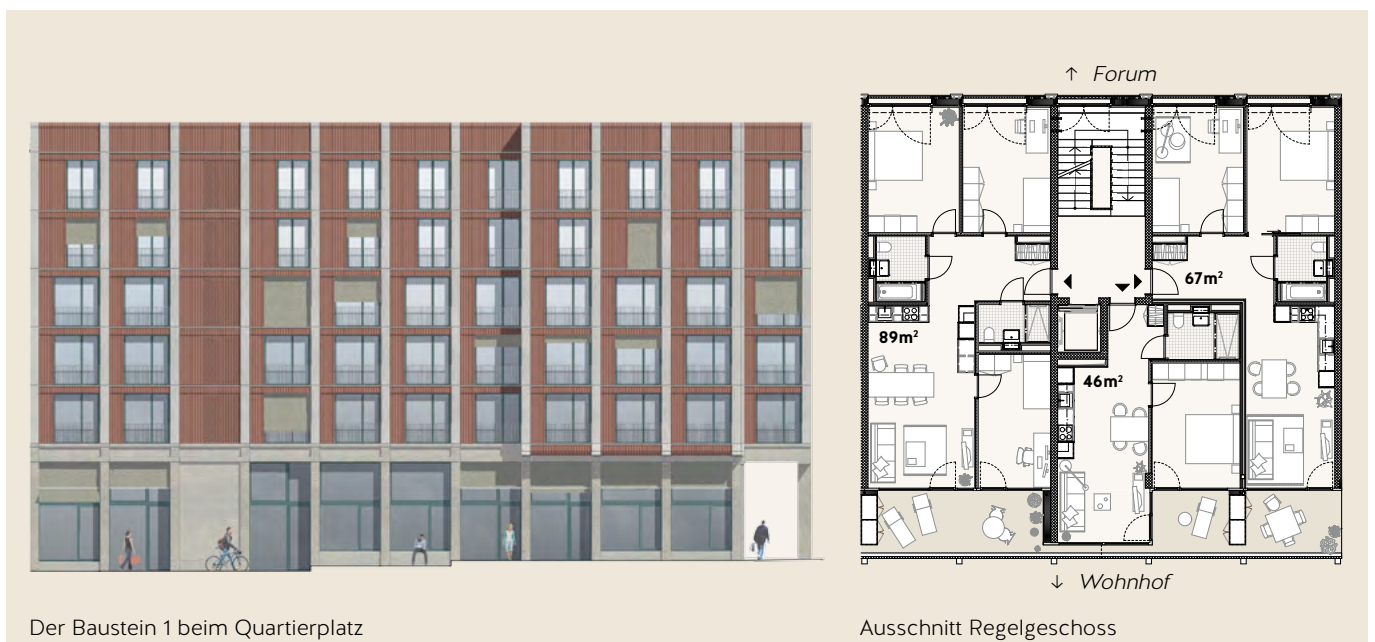 ↑ Forum
67m²
89m²
46m²
↓ Wohnhof
Der Baustein 1 beim Quartierplatz
Ausschnitt Regelgeschoss